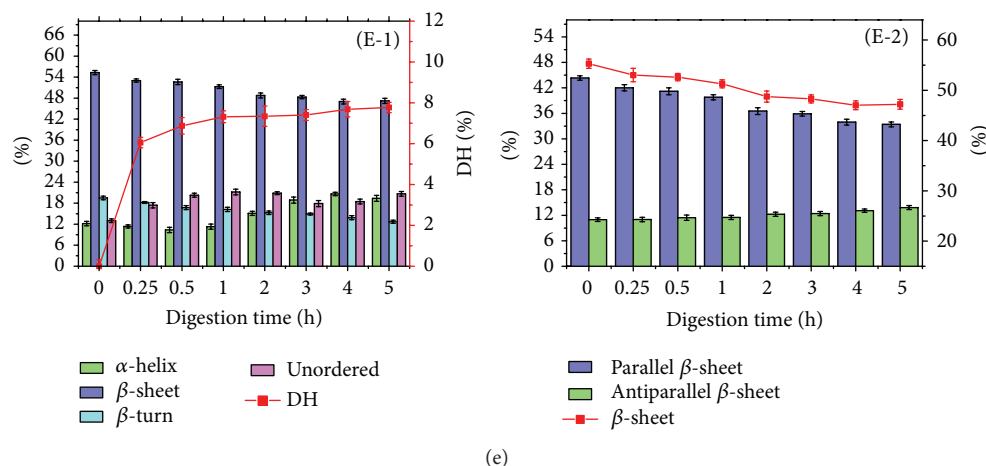 (E-1)
66
60
54
48
42
36
30
24
18
12
6
0
(%)
12
10
8
6
4
2
0
DH (%)
0 0.25 0.5 1 2 3 4 5
Digestion time (h)
α-helix
β-sheet
β-turn
Unordered
DH
(E-2)
54
48
42
36
30
24
18
12
6
0
(%)
60
50
40
30
20
(%)
0 0.25 0.5 1 2 3 4 5
Digestion time (h)
Parallel β-sheet
Antiparallel β-sheet
β-sheet
(e)